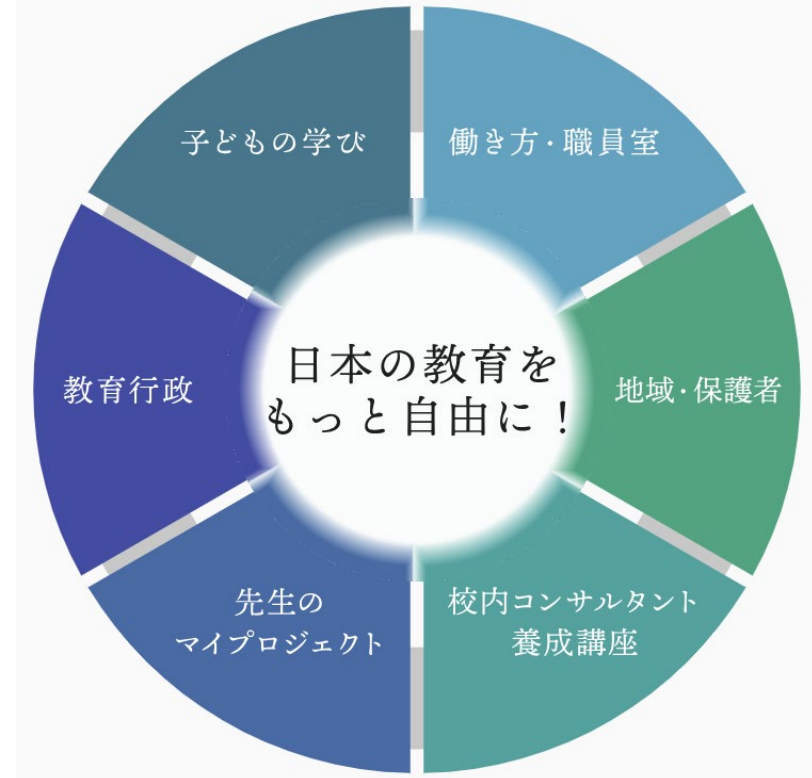 子どもの学び
働き方・職員室
教育行政
日本の教育を
もっと自由に！
地域・保護者
先生の
マイプロジェクト
校内コンサルタント
養成講座